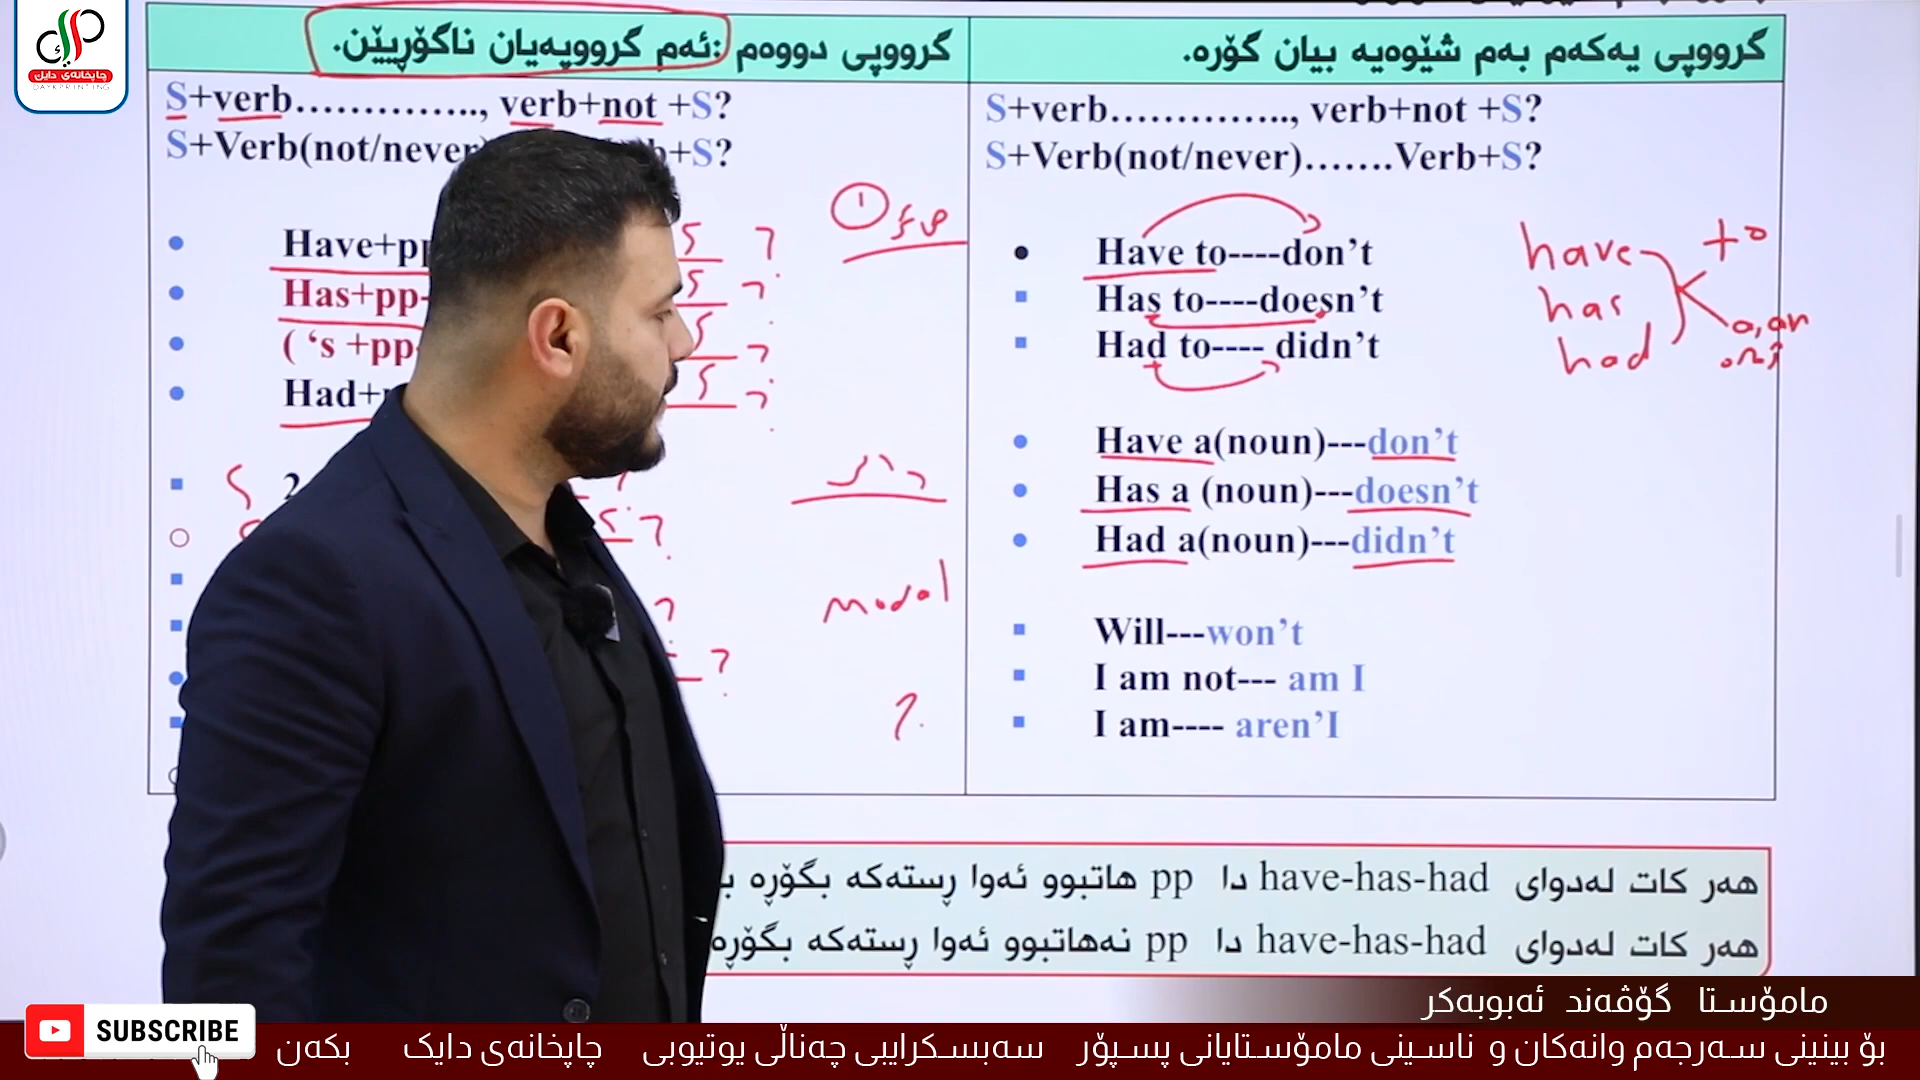 گرووپی یەکەم بەم شێوەیە بیان گۆڕە.
S+verb………….., verb+not +S?
S+Verb(not/never)…….Verb+S?
Have to----don’t
Has to----doesn’t
Had to---- didn’t
Have a(noun)---don’t
Has a (noun)---doesn’t
Had a(noun)---didn’t
Will---won’t
I am not--- am I
I am---- aren’I
have
has
had
to
a, an
گرووپی دووەم :ئەم گرووپەیان ناگۆڕێن.
S+verb………….., verb+not +S?
S+Verb(not/never) +S?
Have+pp
Has+pp-
( ‘s +pp-
Had+
2
modal
?
هەر کات لەدوای have-has-had دا pp هاتبوو ئەوا ڕستەکە بگۆڕە
هەر کات لەدوای have-has-had دا pp نەهاتبوو ئەوا ڕستەکە بگۆڕە
چاپخانەی دایک
DAYK PRINTING
مامۆستا گۆڤەند ئەبوبەکر
SUBSCRIBE
بۆ بینینی سەرجەم وانەکان و ناسینی مامۆستایانی پسپۆر سەبسکرایبی چەناڵی یوتیوبی چاپخانەی دایک بکەن